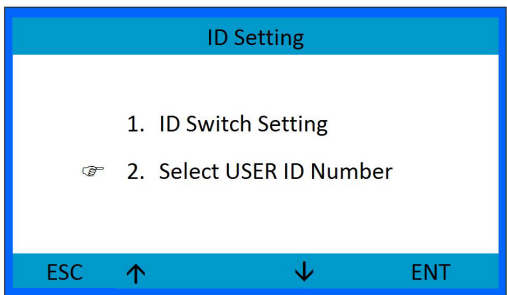 ID Setting
1. ID Switch Setting
☞ 2. Select USER ID Number
ESC ↑ ↓ ENT